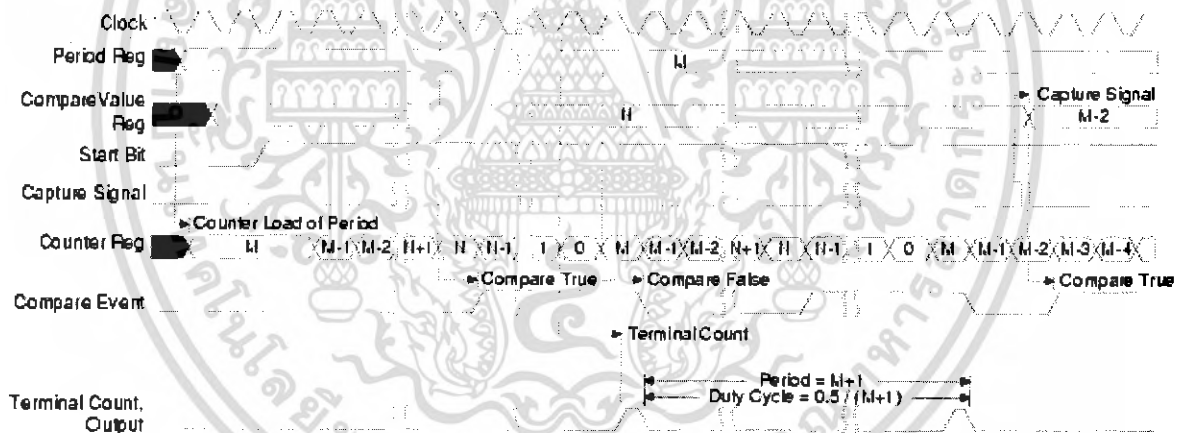 Clock
Period Reg
M
Compare Value
Reg
N
Capture Signal
M-2
Start Bit
Capture Signal
Counter Load of Period
Counter Reg
M M-1 M-2 N+1 N N-1 1 0 M M-1 M-2 N+1 N N-1 1 0 M M-1 M-2 M-3 M-4
Compare True
Compare False
Compare True
Compare Event
Terminal Count
Period = M+1
Duty Cycle = 0.5 / (M+1)
Terminal Count,
Output